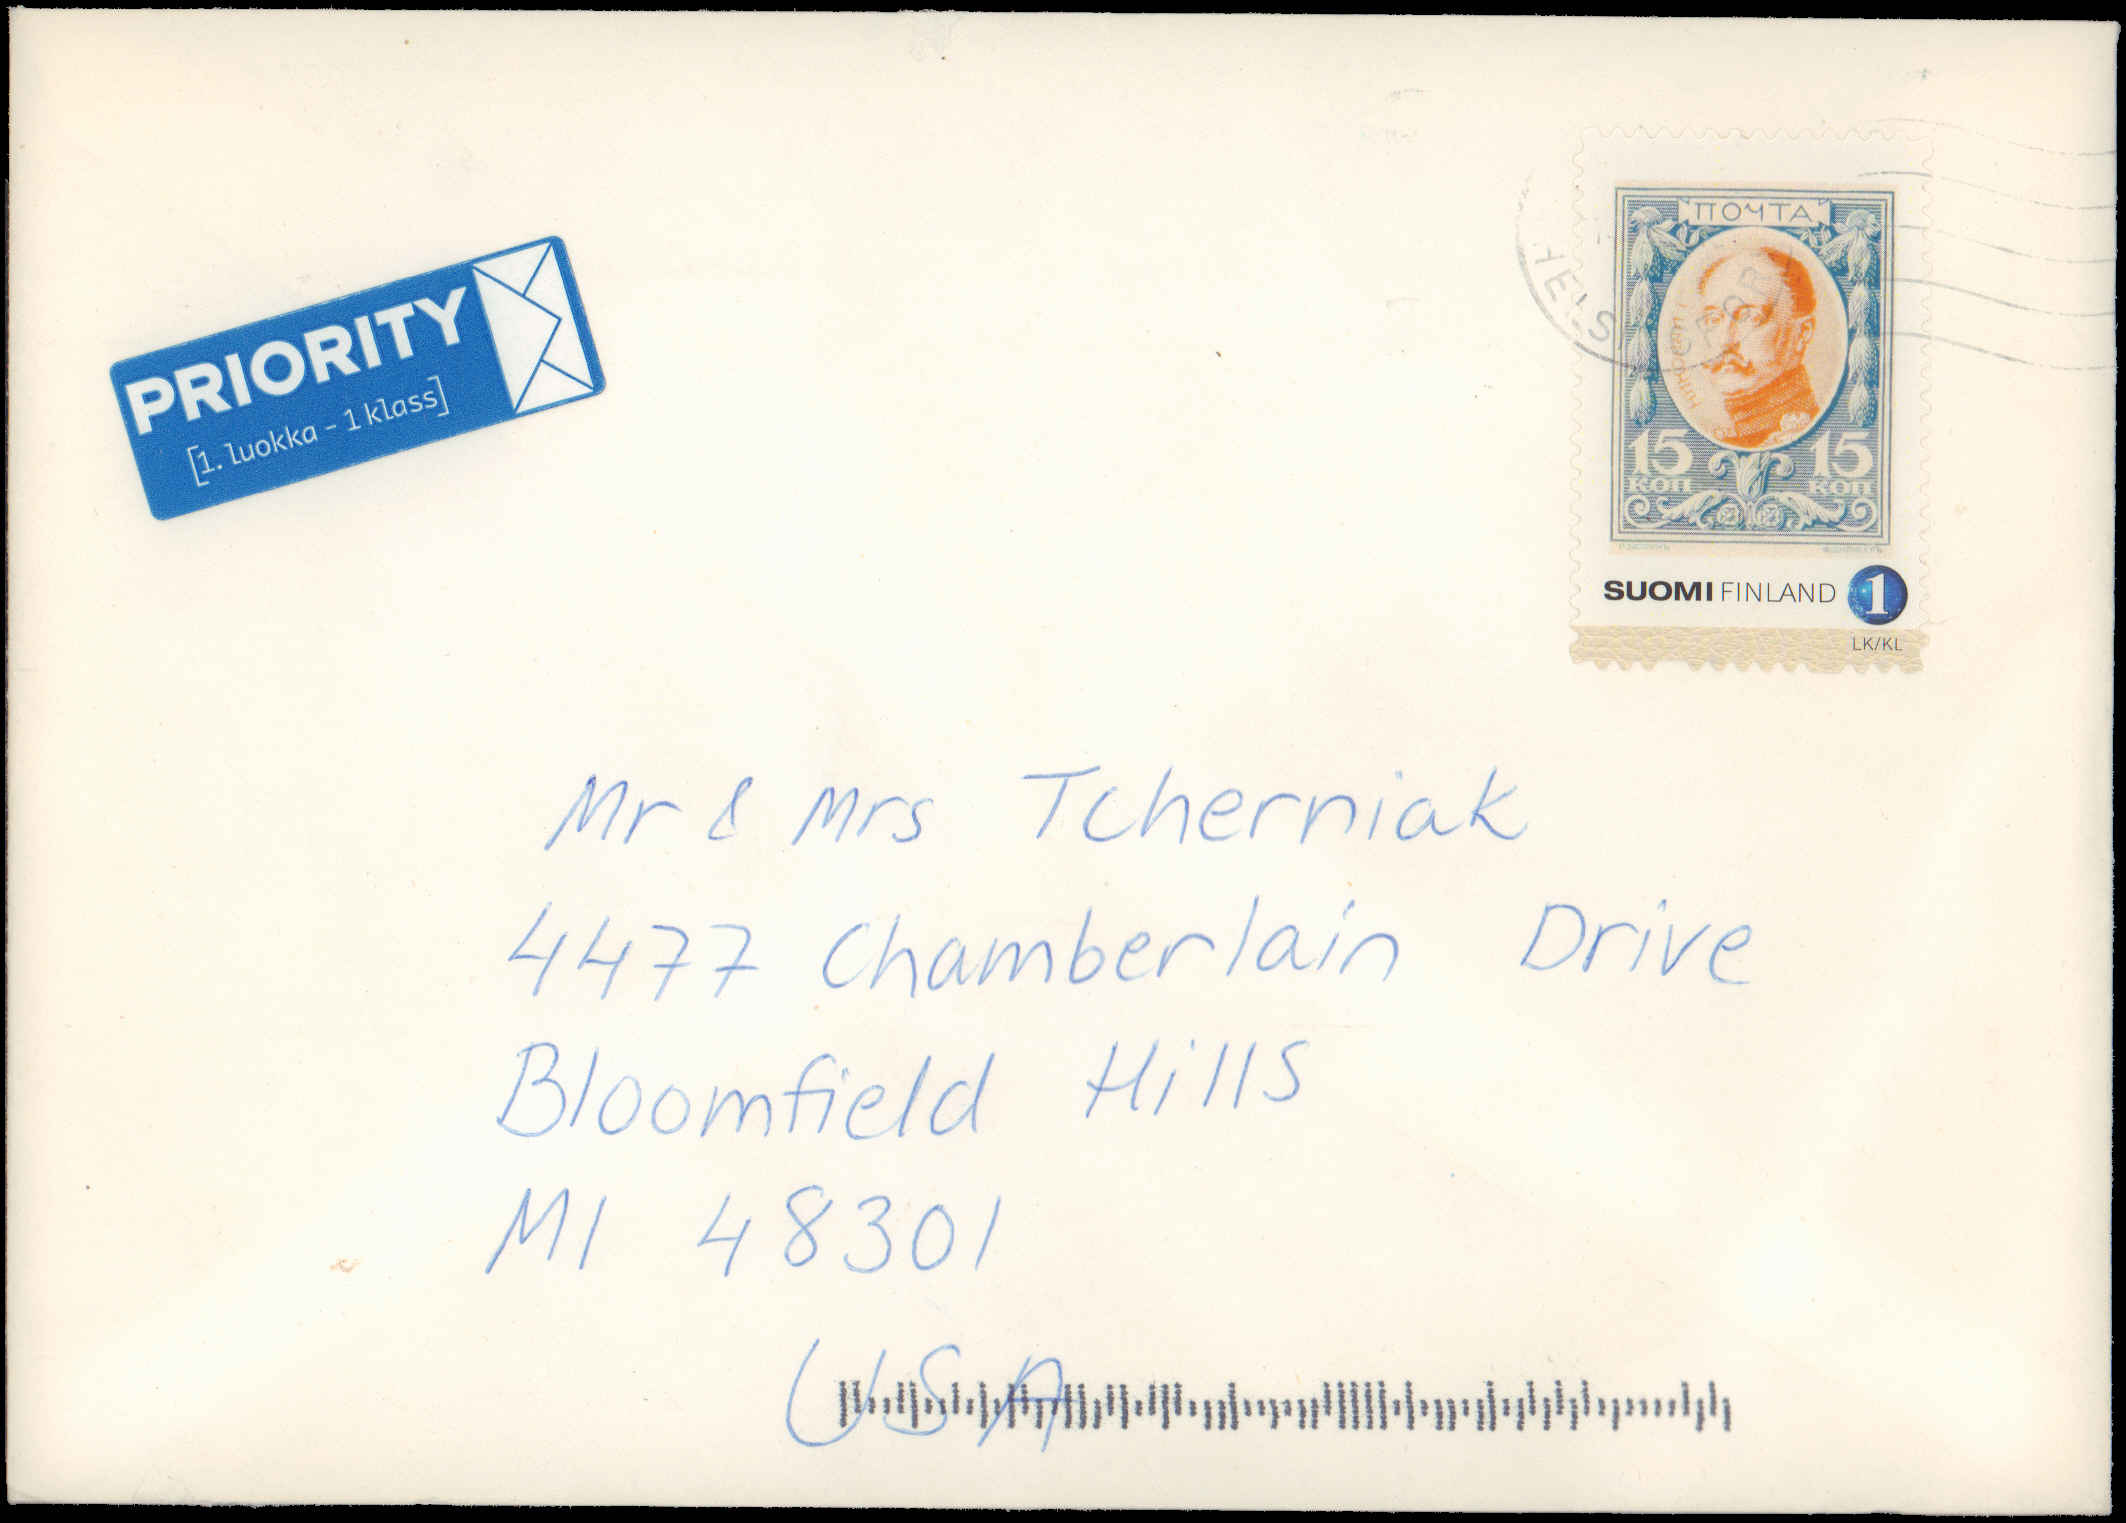 PRIORITY
[1. luokka – 1 klass]
ПОЧТА
15 15
КОП КОП
SUOMI FINLAND 1
LK/KL
Mr & Mrs Tcherniak
4477 Chamberlain Drive
Bloomfield Hills
MI 48301
USA